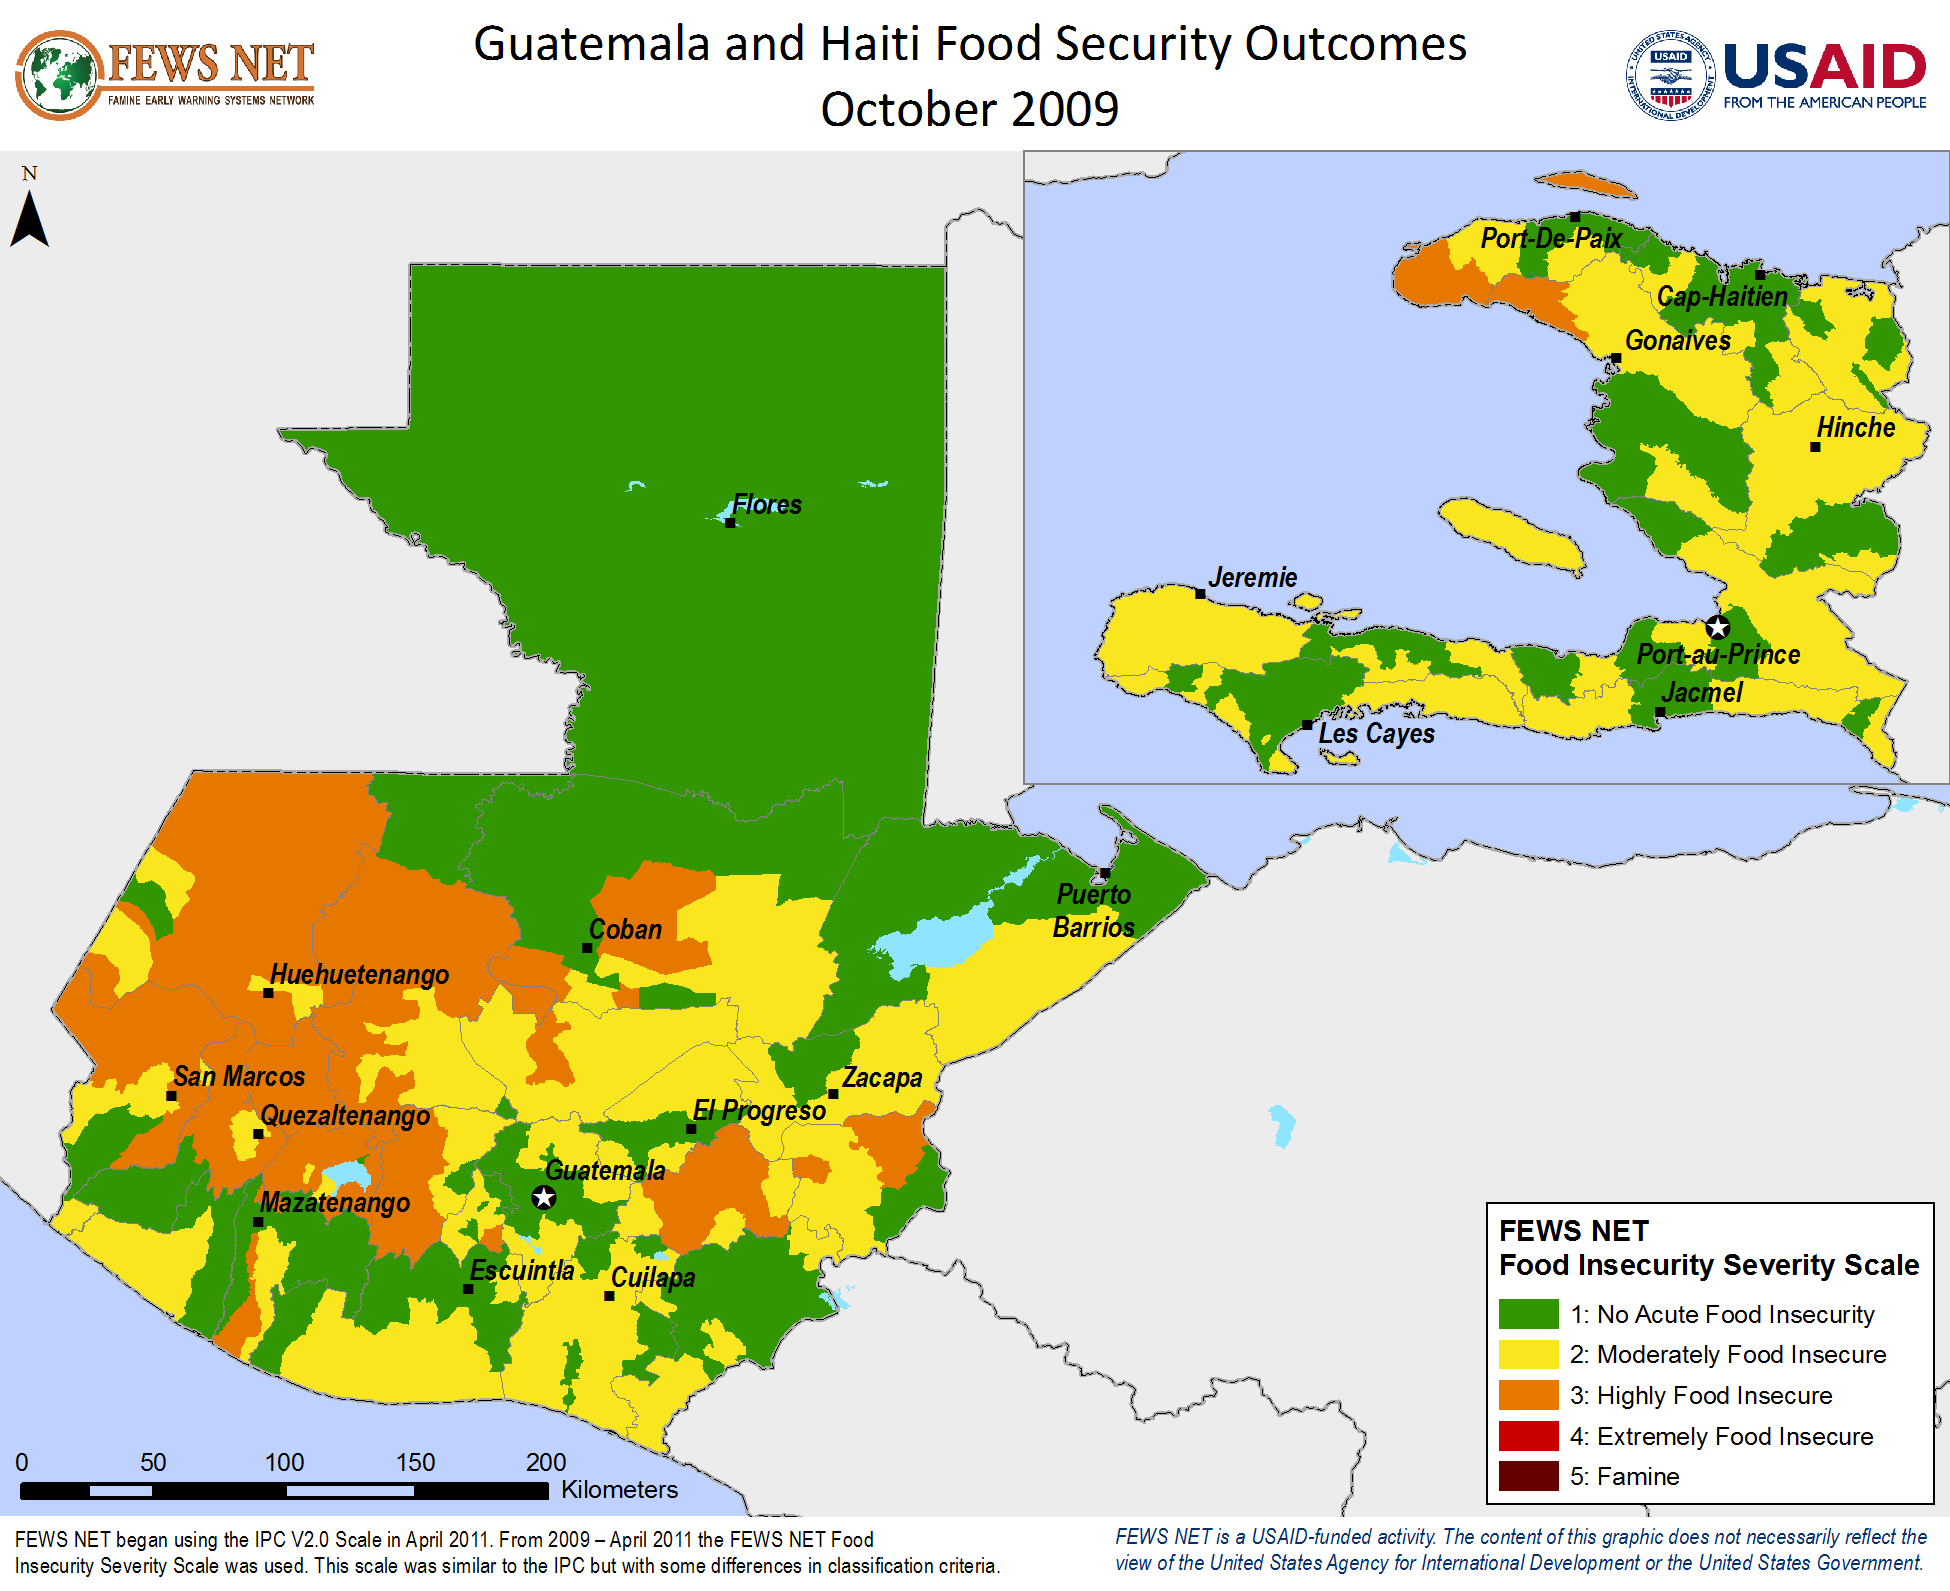 FEWS NET
FAMINE EARLY WARNING SYSTEMS NETWORK
Guatemala and Haiti Food Security Outcomes
October 2009
UNITED STATES AGENCY
USAID
INTERNATIONAL DEVELOPMENT
USAID
FROM THE AMERICAN PEOPLE
N
Port-De-Paix
Cap-Haitien
Gonaives
Hinche
Jeremie
Port-au-Prince
Jacmel
Les Cayes
Flores
Puerto
Barrios
Coban
Huehuetenango
San Marcos
Zacapa
Quezaltenango
El Progreso
Guatemala
Mazatenango
Escuintla
Cuilapa
FEWS NET
Food Insecurity Severity Scale
1: No Acute Food Insecurity
2: Moderately Food Insecure
3: Highly Food Insecure
4: Extremely Food Insecure
5: Famine
0 50 100 150 200
Kilometers
FEWS NET began using the IPC V2.0 Scale in April 2011. From 2009 – April 2011 the FEWS NET Food
Insecurity Severity Scale was used. This scale was similar to the IPC but with some differences in classification criteria.
FEWS NET is a USAID-funded activity. The content of this graphic does not necessarily reflect the
view of the United States Agency for International Development or the United States Government.